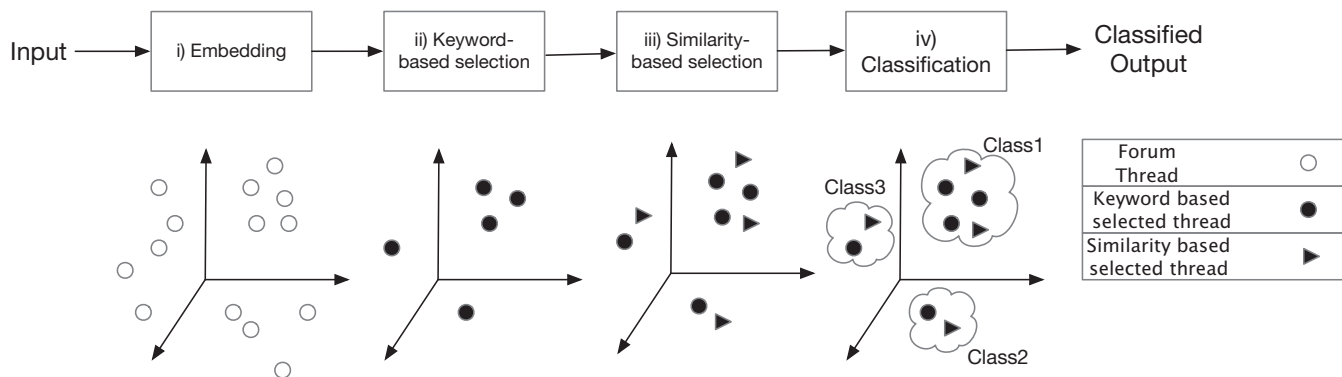 Input
i) Embedding
ii) Keyword-
based selection
iii) Similarity-
based selection
iv)
Classification
Classified
Output
Class1
Class3
Class2
Forum
Thread
Keyword based
selected thread
Similarity based
selected thread